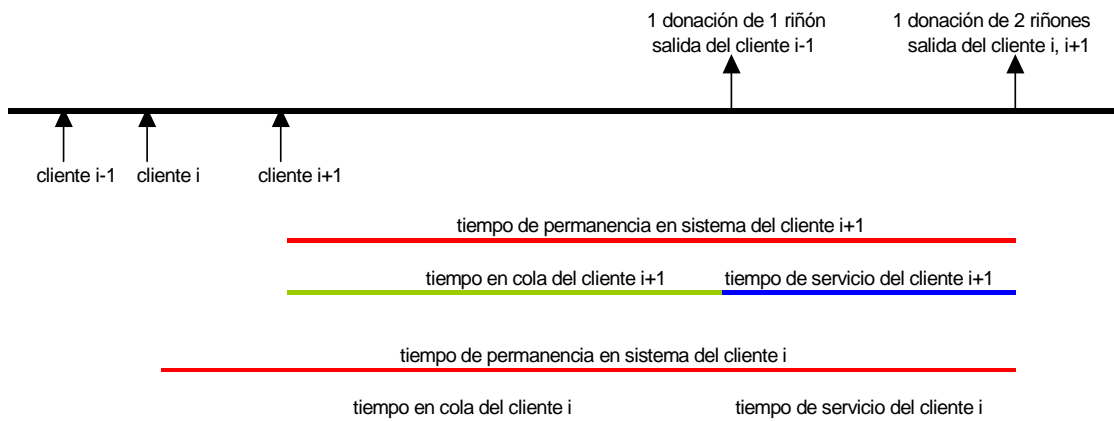 1 donación de 1 riñón
salida del cliente i-1
1 donación de 2 riñones
salida del cliente i, i+1
cliente i-1
cliente i
cliente i+1
tiempo de permanencia en sistema del cliente i+1
tiempo en cola del cliente i+1
tiempo de servicio del cliente i+1
tiempo de permanencia en sistema del cliente i
tiempo en cola del cliente i
tiempo de servicio del cliente i